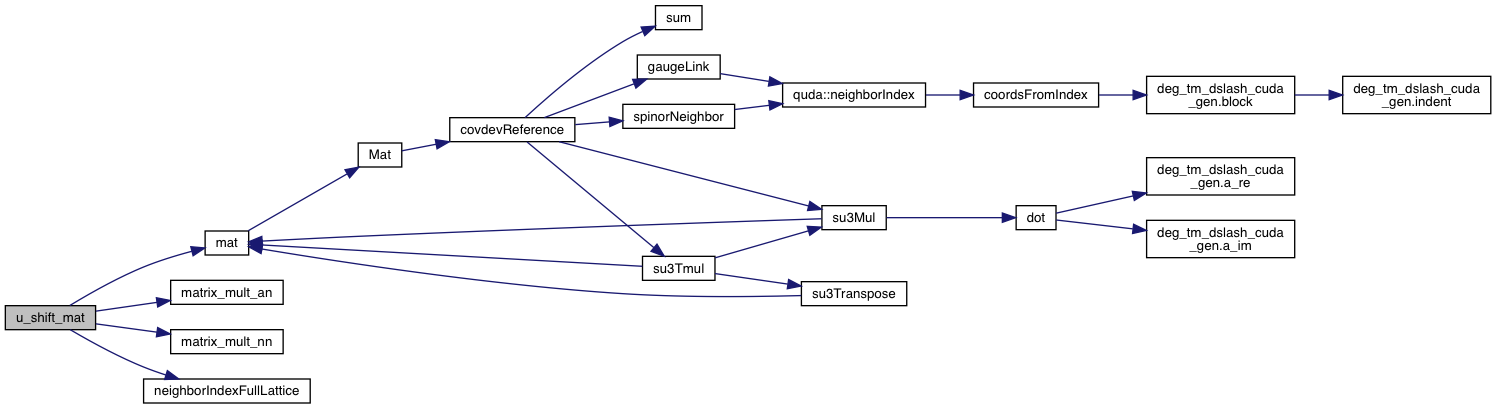 sum
gaugeLink
quda::neighborIndex
coordsFromIndex
deg_tm_dslash_cuda
_gen.block
deg_tm_dslash_cuda
_gen.indent
spinorNeighbor
covdevReference
Mat
deg_tm_dslash_cuda
_gen.a_re
su3Mul
dot
mat
deg_tm_dslash_cuda
_gen.a_im
su3Tmul
matrix_mult_an
su3Transpose
u_shift_mat
matrix_mult_nn
neighborIndexFullLattice